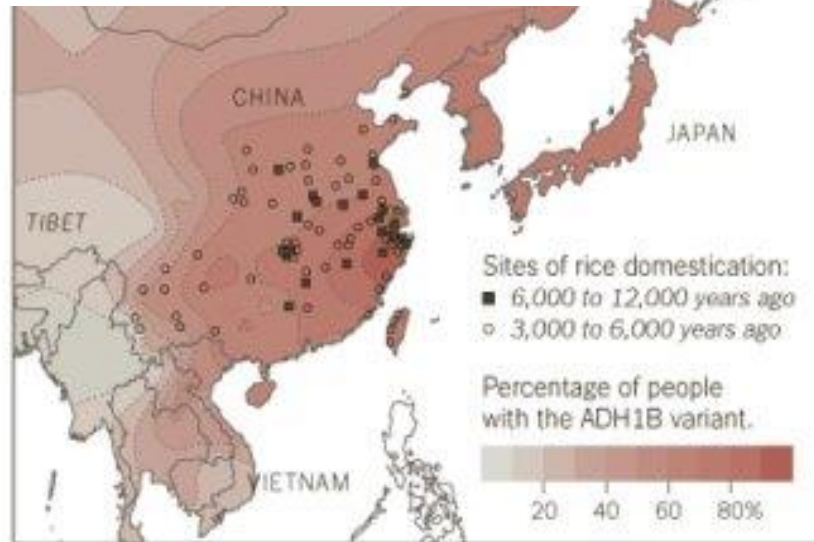 CHINA
JAPAN
TIBET
Sites of rice domestication:
6,000 to 12,000 years ago
3,000 to 6,000 years ago
Percentage of people
with the ADH1B variant.
VIETNAM
20 40 60 80%